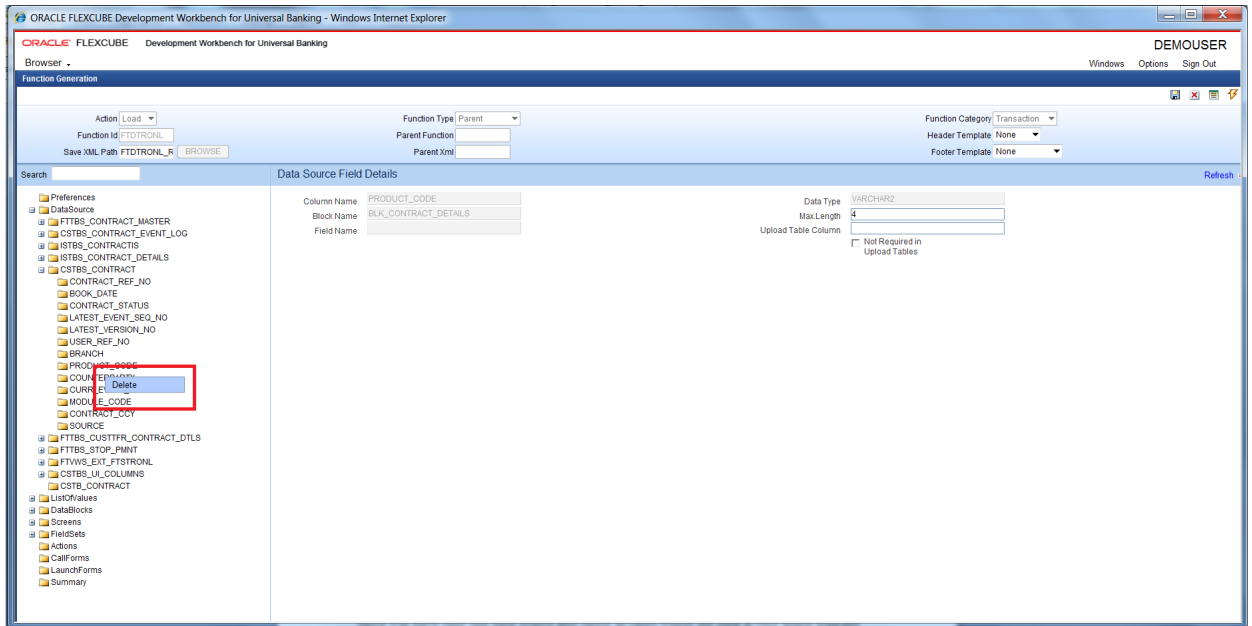 ORACLE FLEXCUBE Development Workbench for Universal Banking - Windows Internet Explorer
ORACLE FLEXCUBE Development Workbench for Universal Banking DEMOUSER
Browser Windows Options Sign Out
Function Generation
Action Load Function Type Parent Function Category Transaction
Function Id FTDTRONL Parent Function Header Template None
Save XML Path FTDTRONL_R BROWSE Parent Xml Footer Template None
Search Data Source Field Details Refresh
Column Name PRODUCT_CODE Data Type VARCHAR2
Block Name BLK_CONTRACT_DETAILS Max.Length 4
Field Name Upload Table Column
Not Required in
Upload Tables
Preferences
DataSource
FTTBS_CONTRACT_MASTER
CSTBS_CONTRACT_EVENT_LOG
ISTBS_CONTRACTIS
ISTBS_CONTRACT_DETAILS
CSTBS_CONTRACT
CONTRACT_REF_NO
BOOK_DATE
CONTRACT_STATUS
LATEST_EVENT_SEQ_NO
LATEST_VERSION_NO
USER_REF_NO
BRANCH
PRODUCT_CODE
Delete
MODULE_CODE
CONTRACT_CCY
SOURCE
FTTBS_CUSTTFR_CONTRACT_DTLS
FTTBS_STOP_PMNT
FTVWS_EXT_FTSTRONL
CSTBS_UI_COLUMNS
CSTB_CONTRACT
ListOfValues
DataBlocks
Screens
FieldSets
Actions
CallForms
LaunchForms
Summary